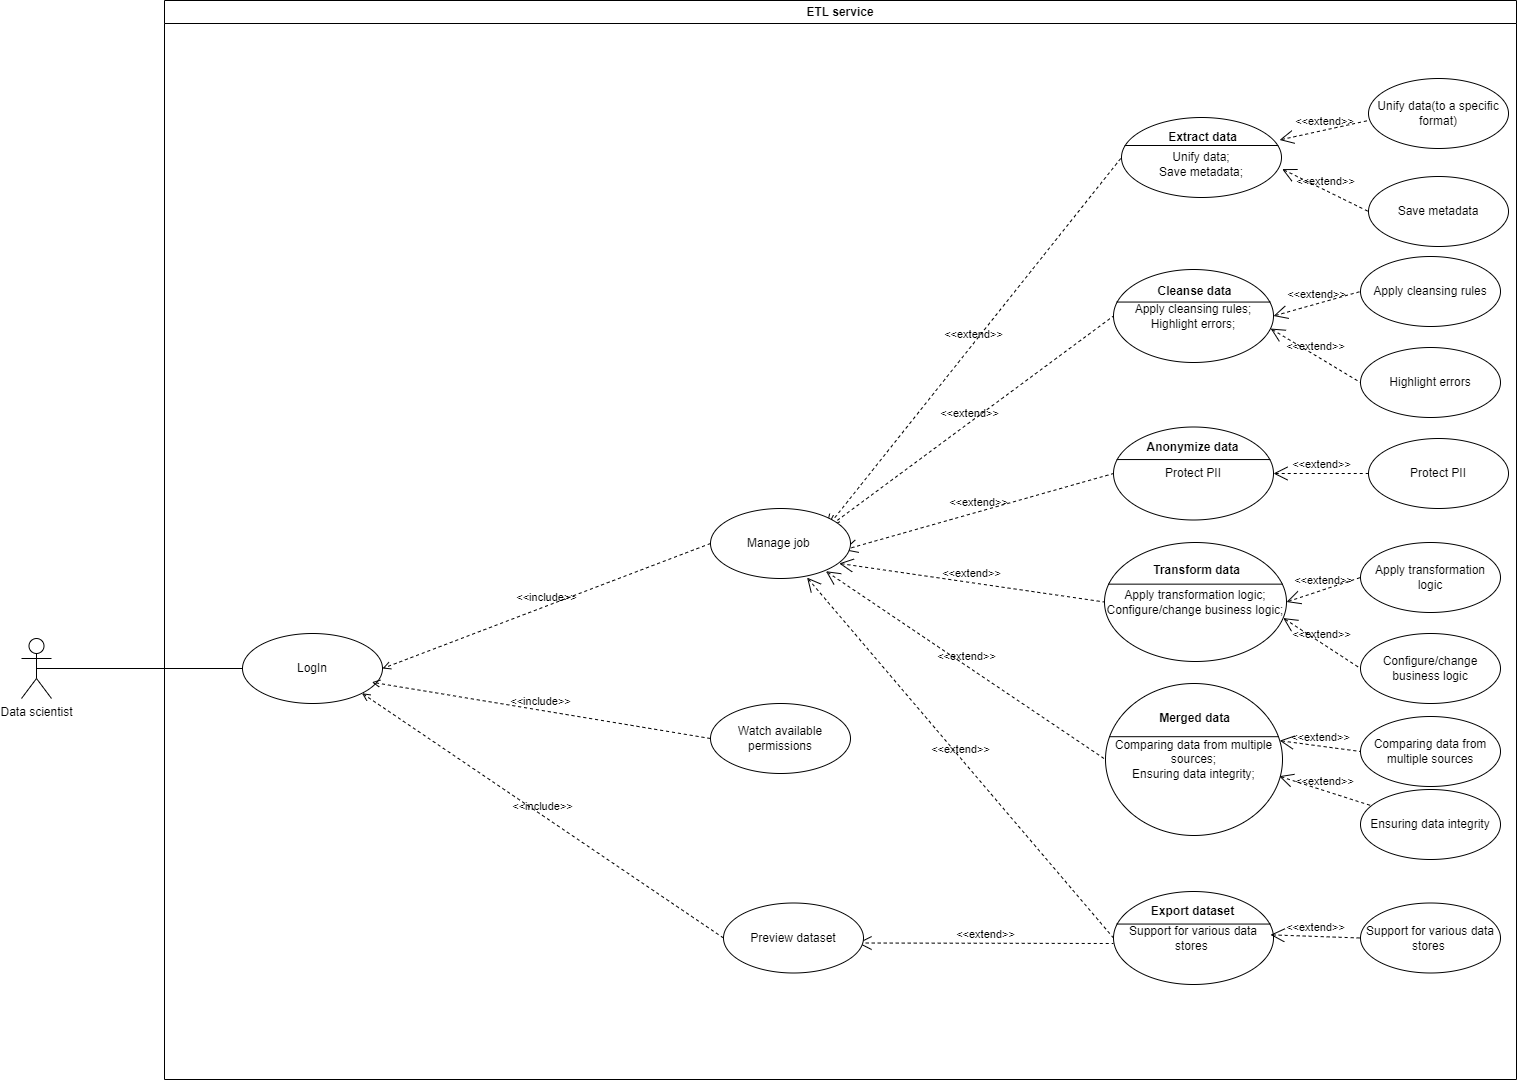 ETL service
Unify data(to a specific
format)
<<extend>>
Extract data
Unify data;
Save metadata;
<<extend>>
Save metadata
Cleanse data
Apply cleansing rules;
Highlight errors;
<<extend>>
Apply cleansing rules
<<extend>>
<<extend>>
Highlight errors
<<extend>>
Anonymize data
Protect PII
<<extend>>
Protect PII
<<extend>>
Manage job
Transform data
Apply transformation logic;
Configure/change business logic;
<<extend>>
<<extend>>
Apply transformation
logic
<<include>>
<<extend>>
Configure/change
business logic
<<extend>>
LogIn
Data scientist
<<include>>
Watch available
permissions
Merged data
Comparing data from multiple
sources;
Ensuring data integrity;
<<extend>>
Comparing data from
multiple sources
<<extend>>
<<extend>>
Ensuring data integrity
<<include>>
Preview dataset
<<extend>>
Export dataset
Support for various data
stores
<<extend>>
Support for various data
stores